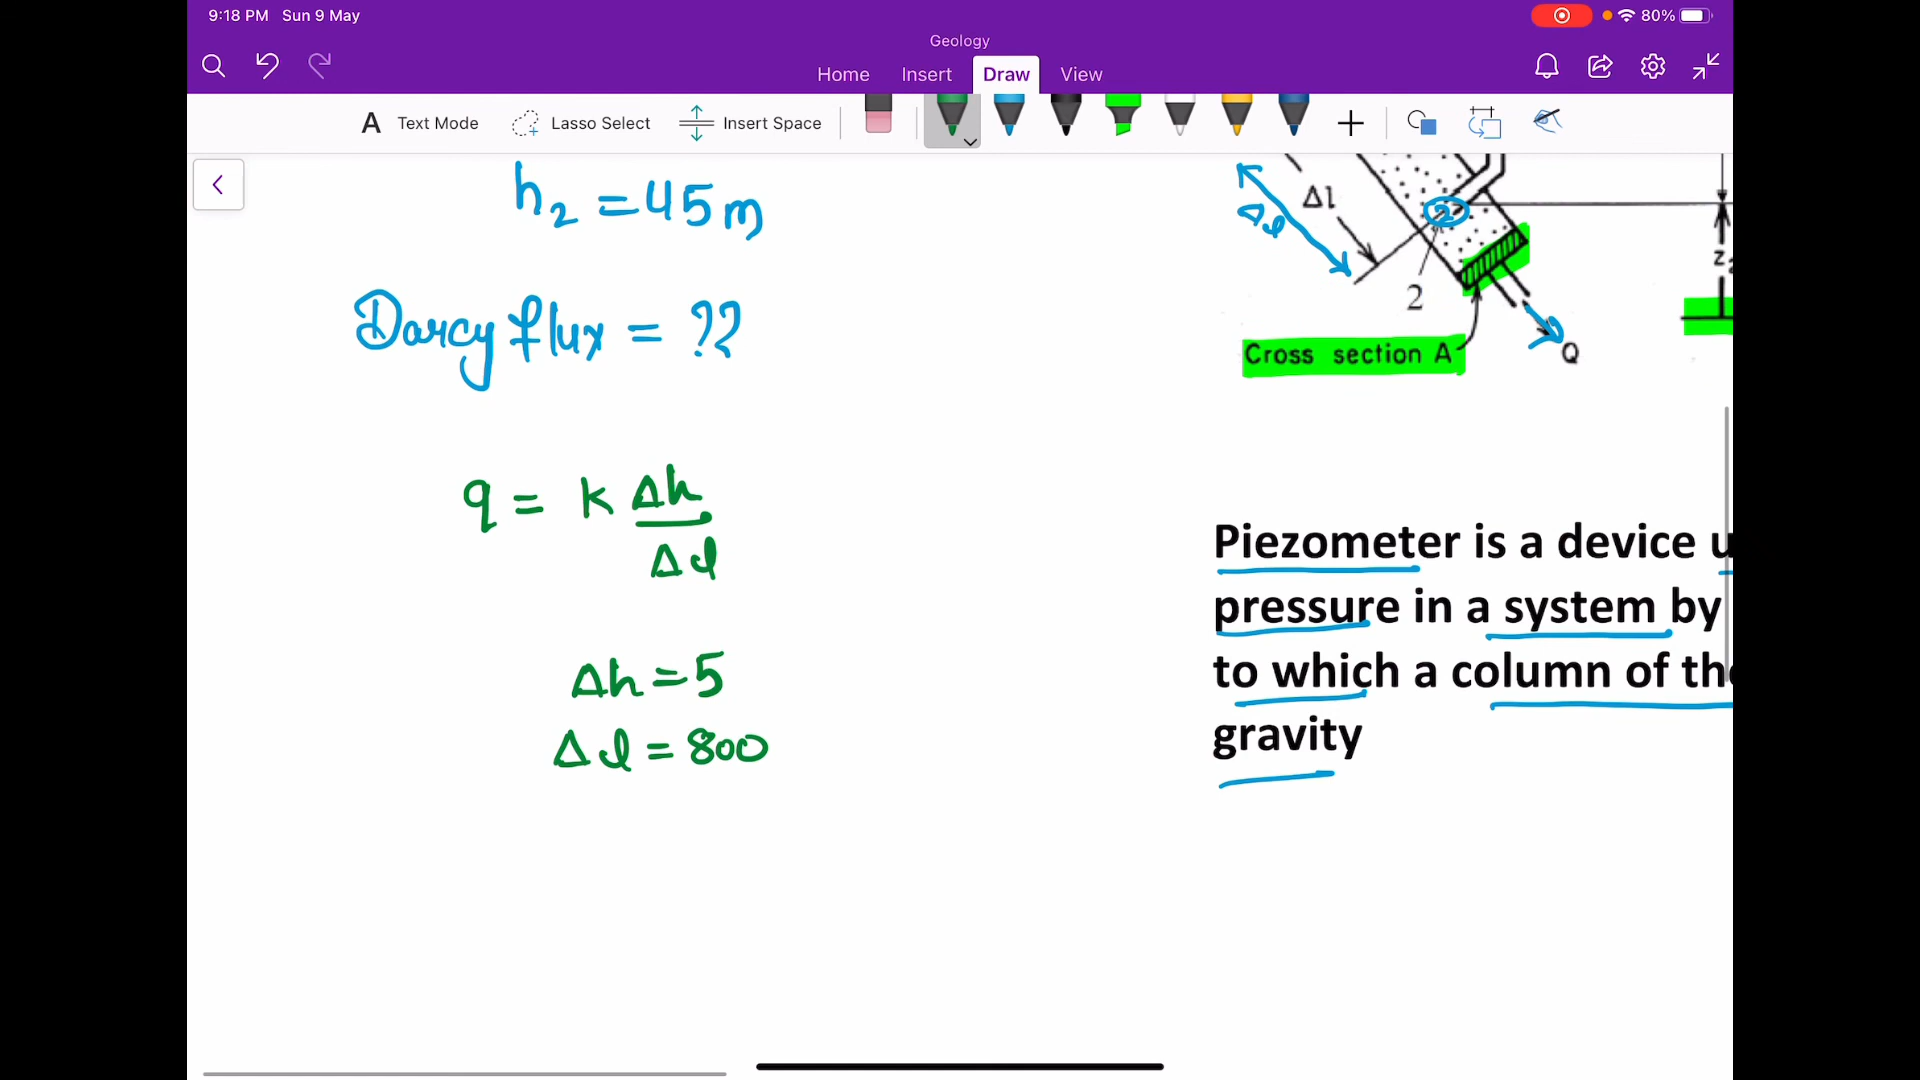 9:18 PM Sun 9 May
80%
Geology
Home Insert Draw View
A Text Mode Lasso Select Insert Space
h₂ = 45 m
Darcy flux = ??
q = k Δh
Δl
Δh = 5
Δl = 800
Δl
Δl
2
2
z
Cross section A
Q
Piezometer is a device u
pressure in a system by
to which a column of the
gravity